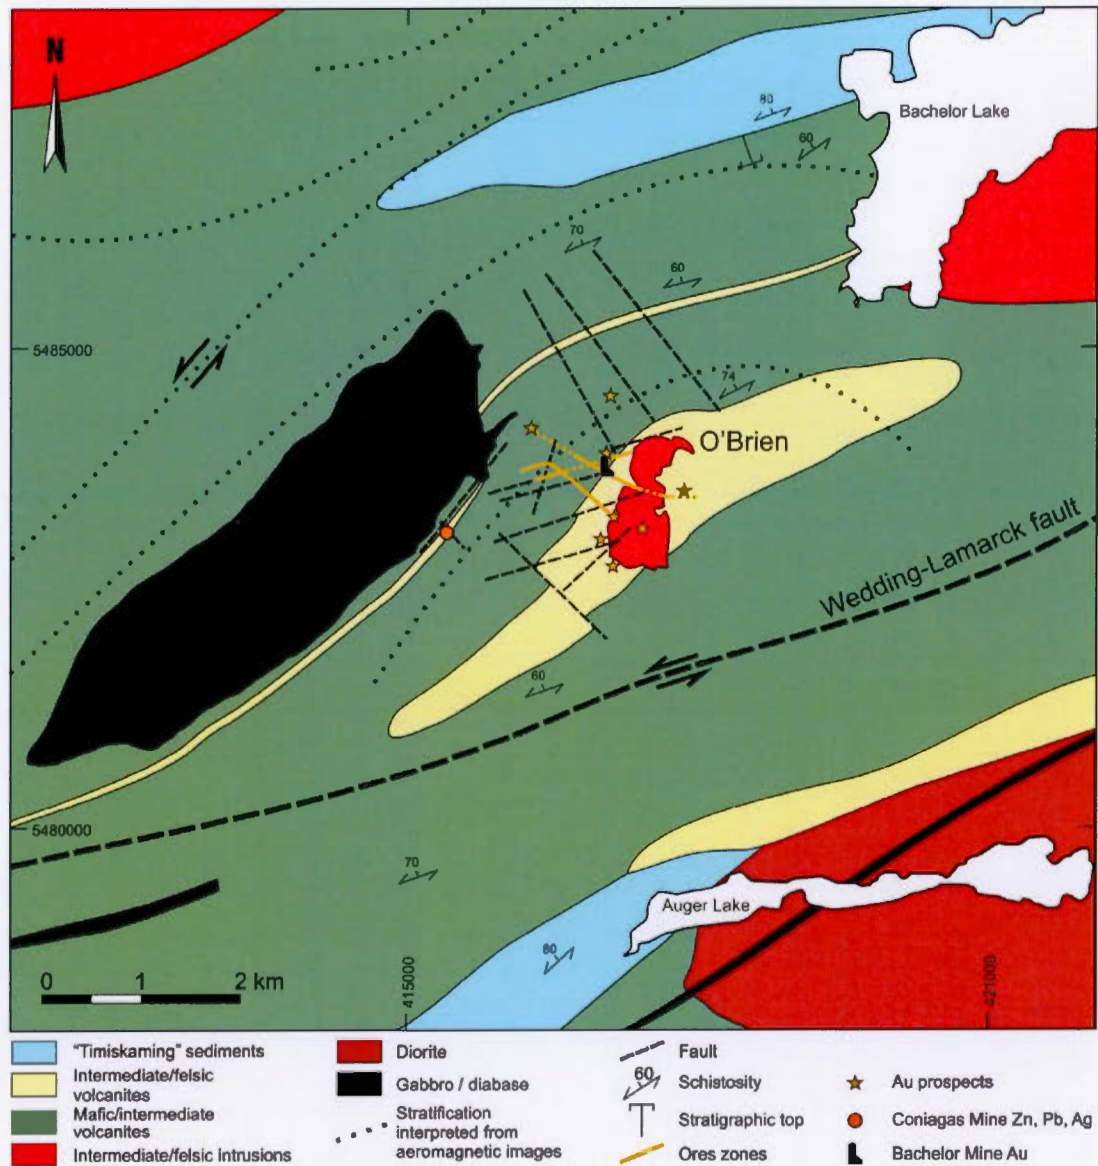 N
80
Bachelor Lake
60
70
60
5485000
74
O'Brien
Wedding-Lamarck fault
60
5480000
70
Auger Lake
80
0 1 2 km
415000
"Timiskaming" sediments
Intermediate/felsic
volcanites
Mafic/intermediate
volcanites
Intermediate/felsic intrusions
Diorite
Gabbro / diabase
Stratification
interpreted from
aeromagnetic images
Fault
60
Schistosity
Stratigraphic top
Ores zones
Au prospects
Coniagas Mine Zn, Pb, Ag
Bachelor Mine Au